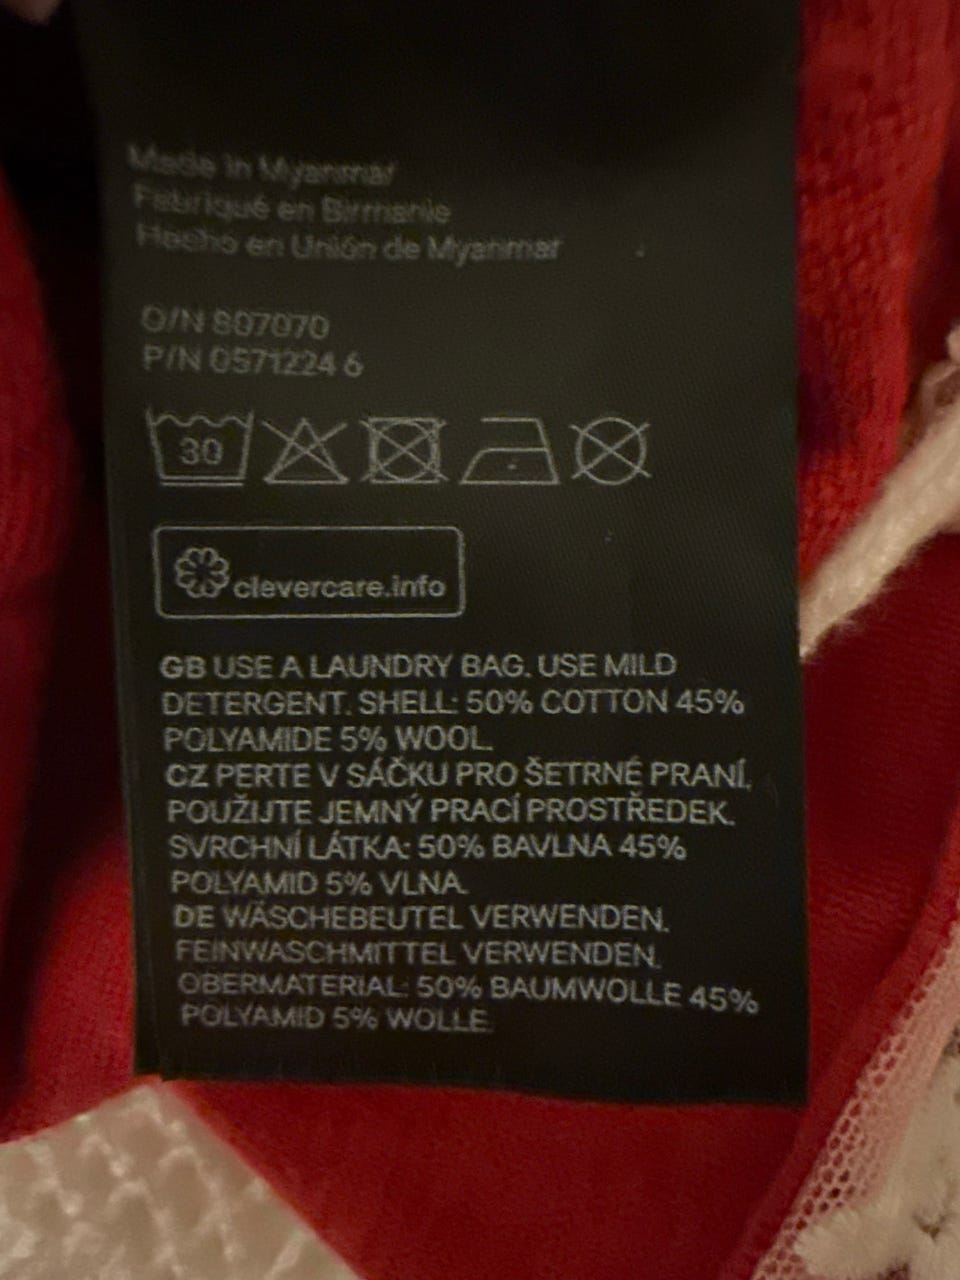 Made in Myanmar
Fabriqué en Birmanie
Hecho en Unión de Myanmar
O/N 807070
P/N 0571224 6
30
clevercare.info
GB USE A LAUNDRY BAG. USE MILD
DETERGENT. SHELL: 50% COTTON 45%
POLYAMIDE 5% WOOL.
CZ PERTE V SÁČKU PRO ŠETRNÉ PRANÍ.
POUŽIJTE JEMNÝ PRACÍ PROSTŘEDEK.
SVRCHNÍ LÁTKA: 50% BAVLNA 45%
POLYAMID 5% VLNA.
DE WÄSCHEBEUTEL VERWENDEN.
FEINWASCHMITTEL VERWENDEN.
OBERMATERIAL: 50% BAUMWOLLE 45%
POLYAMID 5% WOLLE.